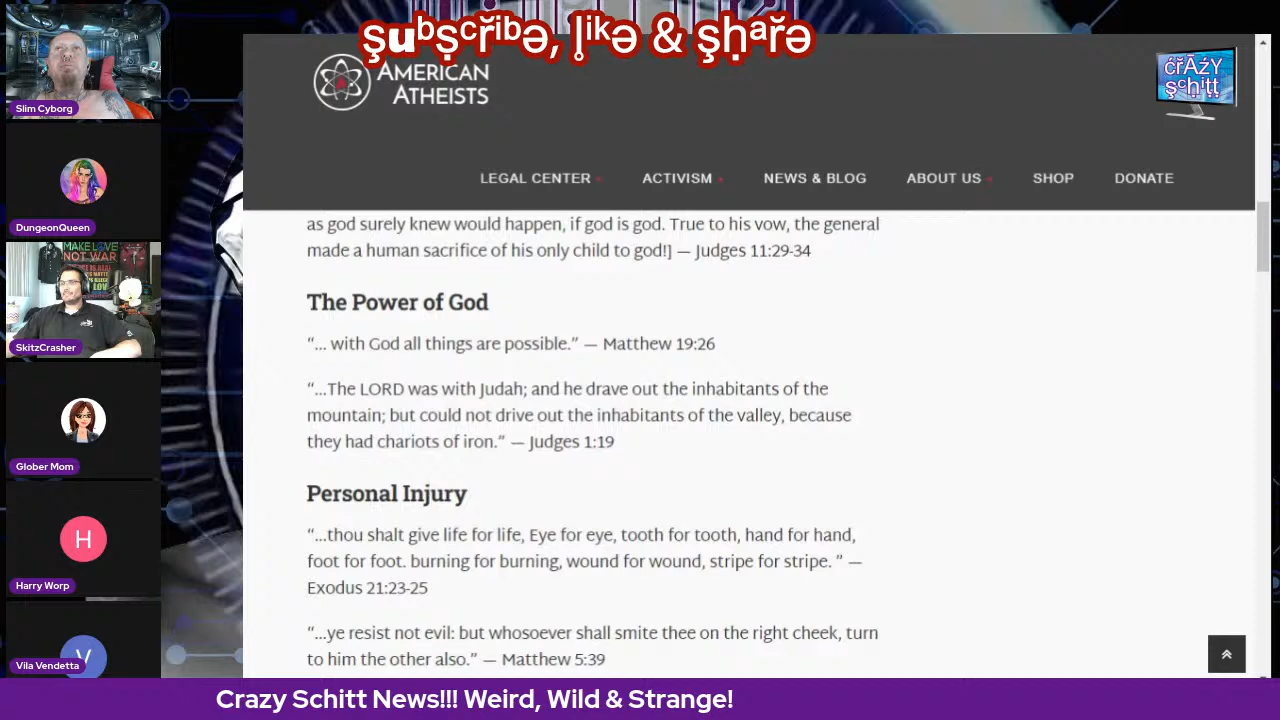 şubşcřibə, ļikə & şḥařə
AMERICAN
ATHEISTS
ćřÃźÝ
şcḥiţţ
LEGAL CENTER
ACTIVISM
NEWS & BLOG
ABOUT US
SHOP
DONATE
as god surely knew would happen, if god is god. True to his vow, the general
made a human sacrifice of his only child to god!] — Judges 11:29-34
The Power of God
“… with God all things are possible.” — Matthew 19:26
“…The LORD was with Judah; and he drave out the inhabitants of the
mountain; but could not drive out the inhabitants of the valley, because
they had chariots of iron.” — Judges 1:19
Personal Injury
“…thou shalt give life for life, Eye for eye, tooth for tooth, hand for hand,
foot for foot. burning for burning, wound for wound, stripe for stripe. ” —
Exodus 21:23-25
“…ye resist not evil: but whosoever shall smite thee on the right cheek, turn
to him the other also.” — Matthew 5:39
Slim Cyborg
DungeonQueen
MAKE LOVE
NOT WAR
SkitzCrasher
Glober Mom
H
Harry Worp
V
Vila Vendetta
Crazy Schitt News!!! Weird, Wild & Strange!